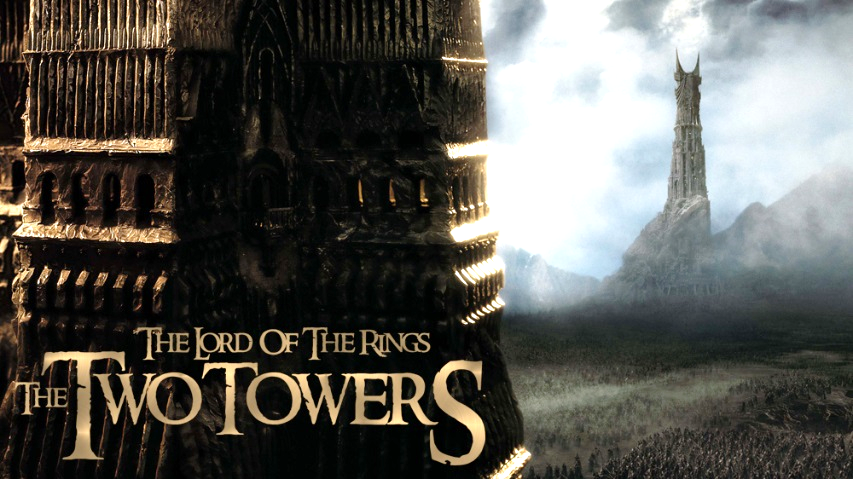 The Lord Of The Rings
The Two Towers